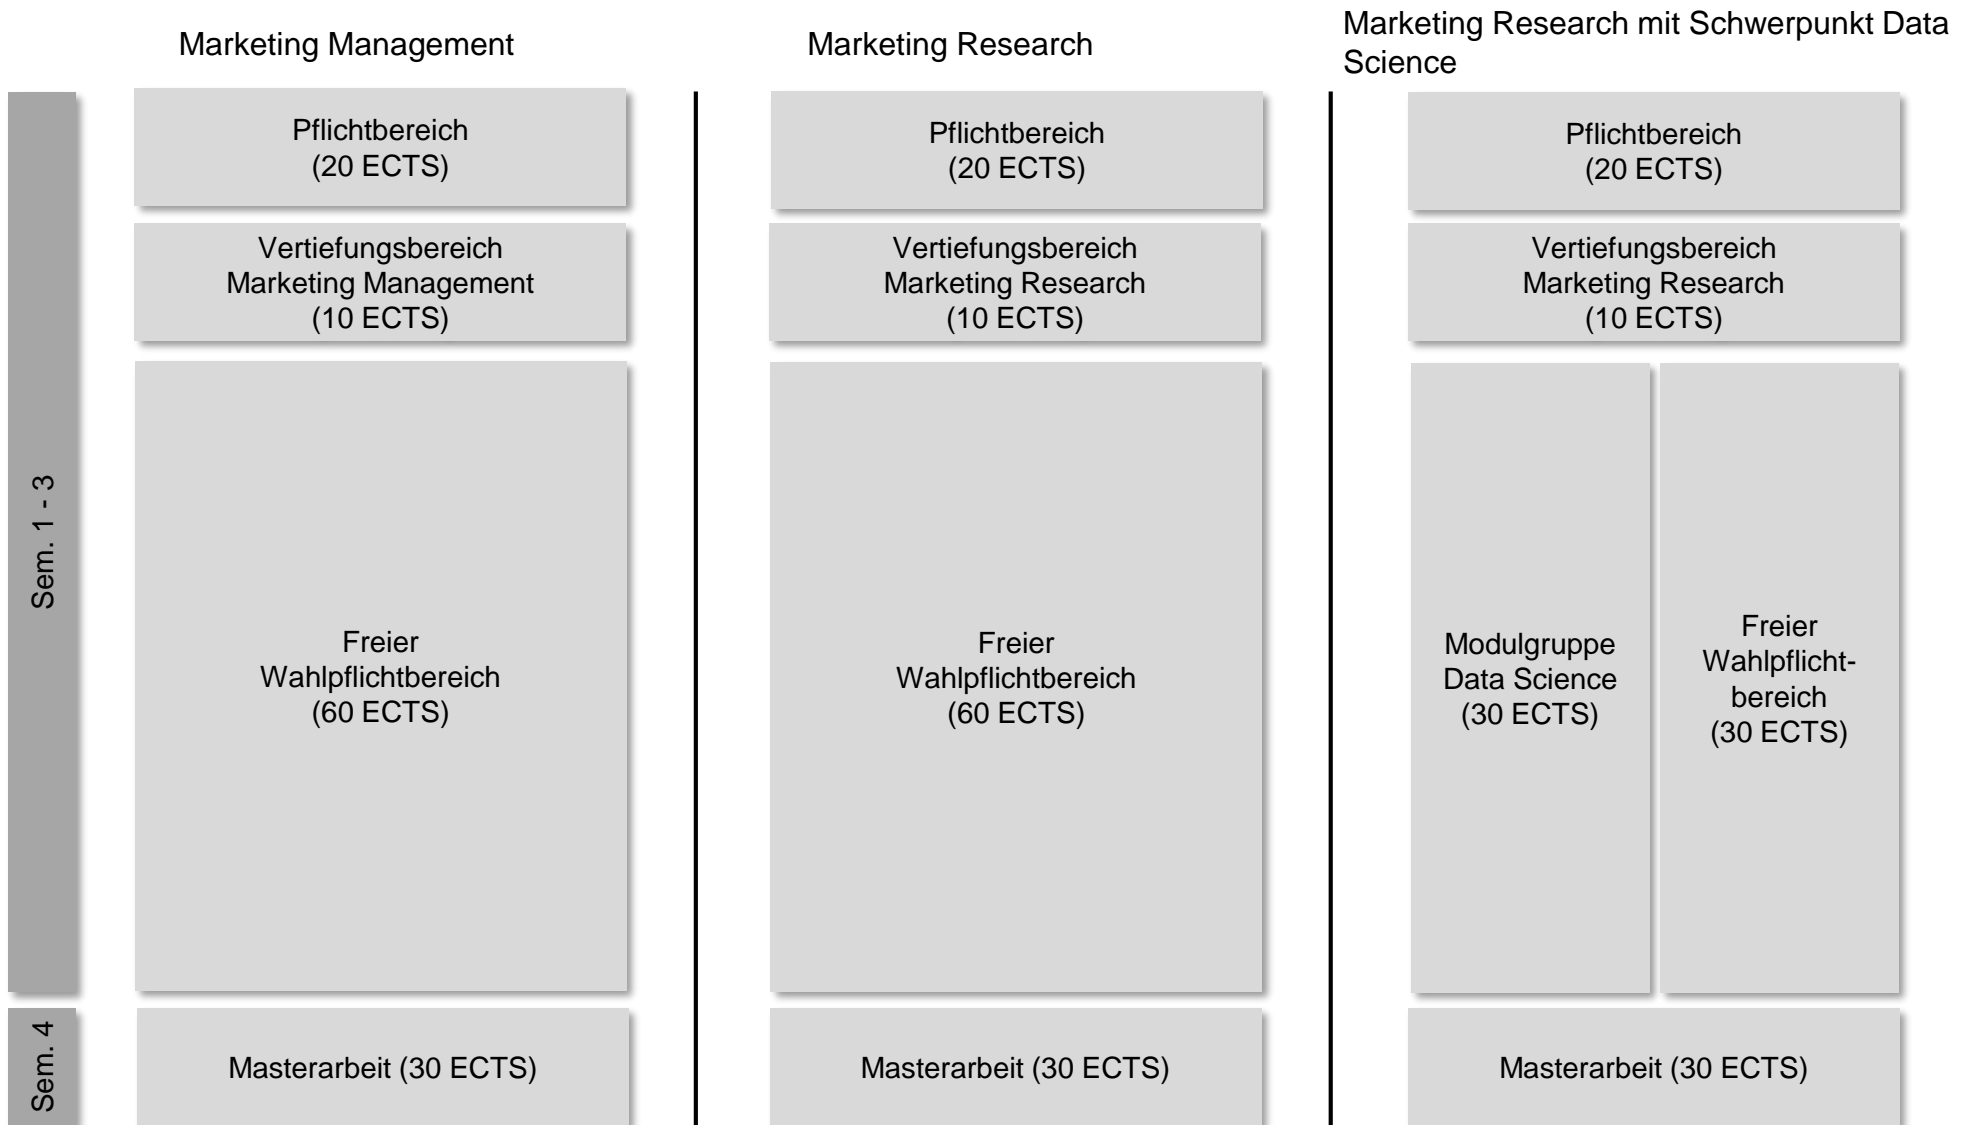 Marketing Management
Marketing Research
Marketing Research mit Schwerpunkt Data
Science
Sem. 1 - 3
Pflichtbereich
(20 ECTS)
Vertiefungsbereich
Marketing Management
(10 ECTS)
Freier
Wahlpflichtbereich
(60 ECTS)
Pflichtbereich
(20 ECTS)
Vertiefungsbereich
Marketing Research
(10 ECTS)
Freier
Wahlpflichtbereich
(60 ECTS)
Pflichtbereich
(20 ECTS)
Vertiefungsbereich
Marketing Research
(10 ECTS)
Modulgruppe
Data Science
(30 ECTS)
Freier
Wahlpflicht-
bereich
(30 ECTS)
Sem. 4
Masterarbeit (30 ECTS)
Masterarbeit (30 ECTS)
Masterarbeit (30 ECTS)